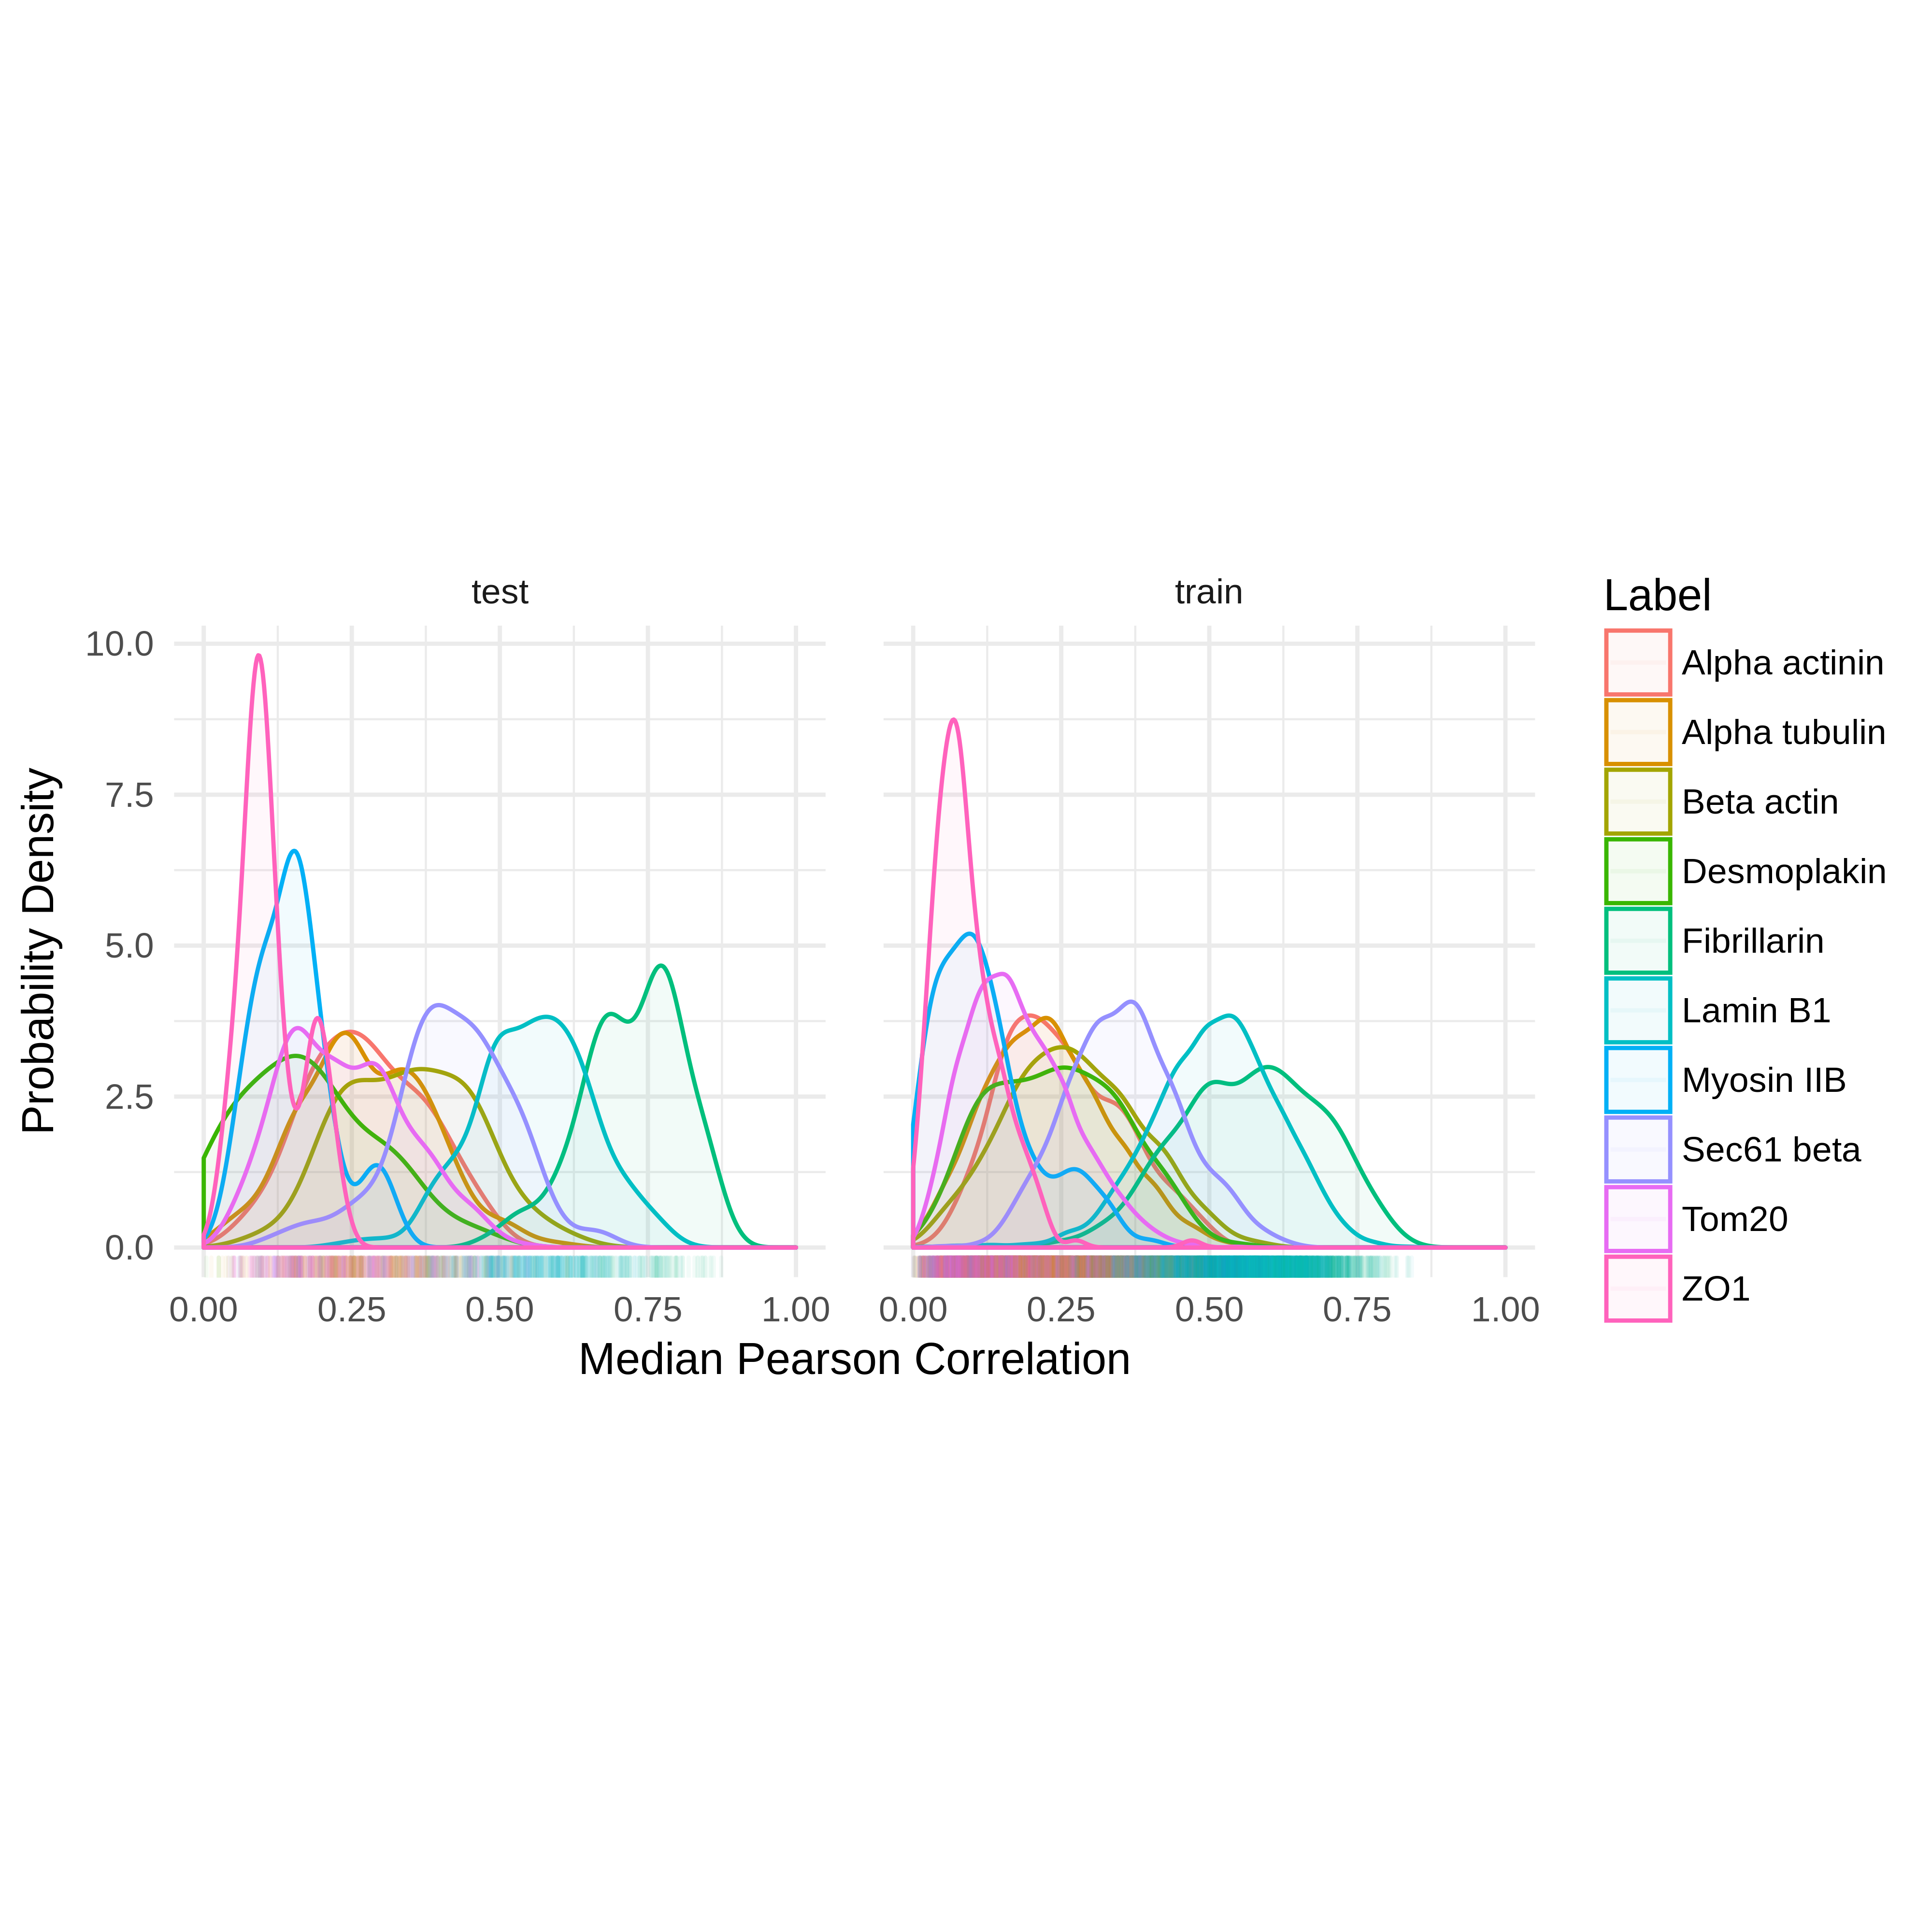 test train
Label
10.0
7.5
5.0
2.5
0.0
Probability Density
0.00 0.25 0.50 0.75 1.00 0.00 0.25 0.50 0.75 1.00
Median Pearson Correlation
Alpha actinin
Alpha tubulin
Beta actin
Desmoplakin
Fibrillarin
Lamin B1
Myosin IIB
Sec61 beta
Tom20
ZO1